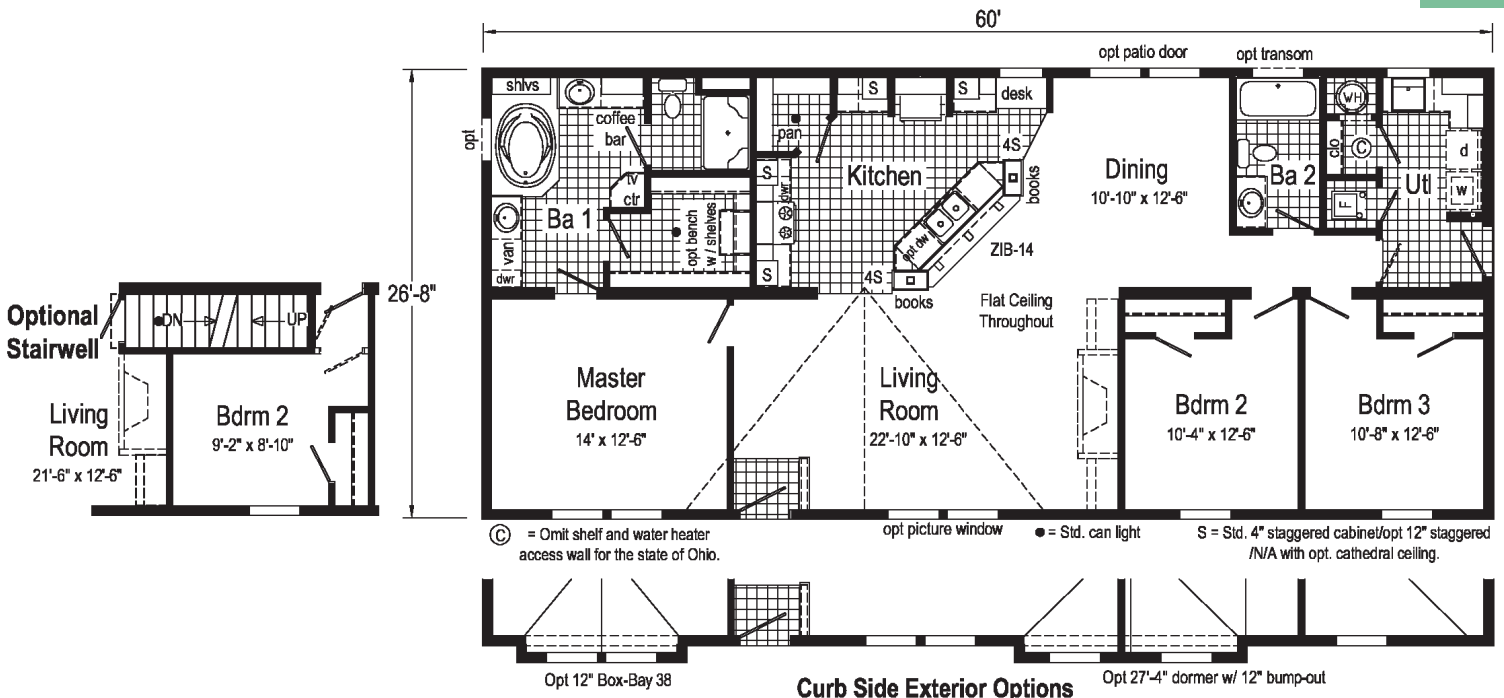 60'
opt patio door
opt transom
shlvs
S
S
desk
WH
opt
coffee
bar
pan
4S
clo
C
d
tv
ctr
S
dwr
Kitchen
books
Dining
10'-10" x 12'-6"
Ba 2
Utl
w
F
Ba 1
opt bench
w / shelves
opt dw
van
dwr
S
ZIB-14
4S
books
26'-8"
Flat Ceiling
Throughout
Optional
Stairwell
DN
UP
Living
Room
21'-6" x 12'-6"
Bdrm 2
9'-2" x 8'-10"
Master
Bedroom
14' x 12'-6"
Living
Room
22'-10" x 12'-6"
Bdrm 2
10'-4" x 12'-6"
Bdrm 3
10'-8" x 12'-6"
C = Omit shelf and water heater
access wall for the state of Ohio.
opt picture window
● = Std. can light
S = Std. 4" staggered cabinet/opt 12" staggered
/N/A with opt. cathedral ceiling.
Opt 12" Box-Bay 38
Opt 27'-4" dormer w/ 12" bump-out
Curb Side Exterior Options